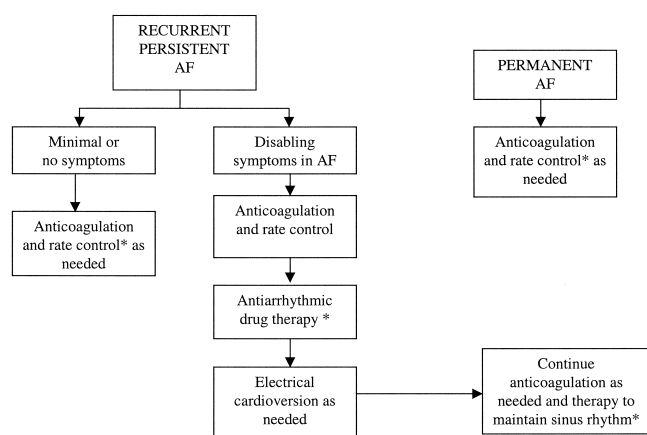 RECURRENT
PERSISTENT
AF
PERMANENT
AF
Minimal or
no symptoms
Disabling
symptoms in AF
Anticoagulation
and rate control* as
needed
Anticoagulation
and rate control* as
needed
Anticoagulation
and rate control
Antiarrhythmic
drug therapy *
Electrical
cardioversion as
needed
Continue
anticoagulation as
needed and therapy to
maintain sinus rhythm*